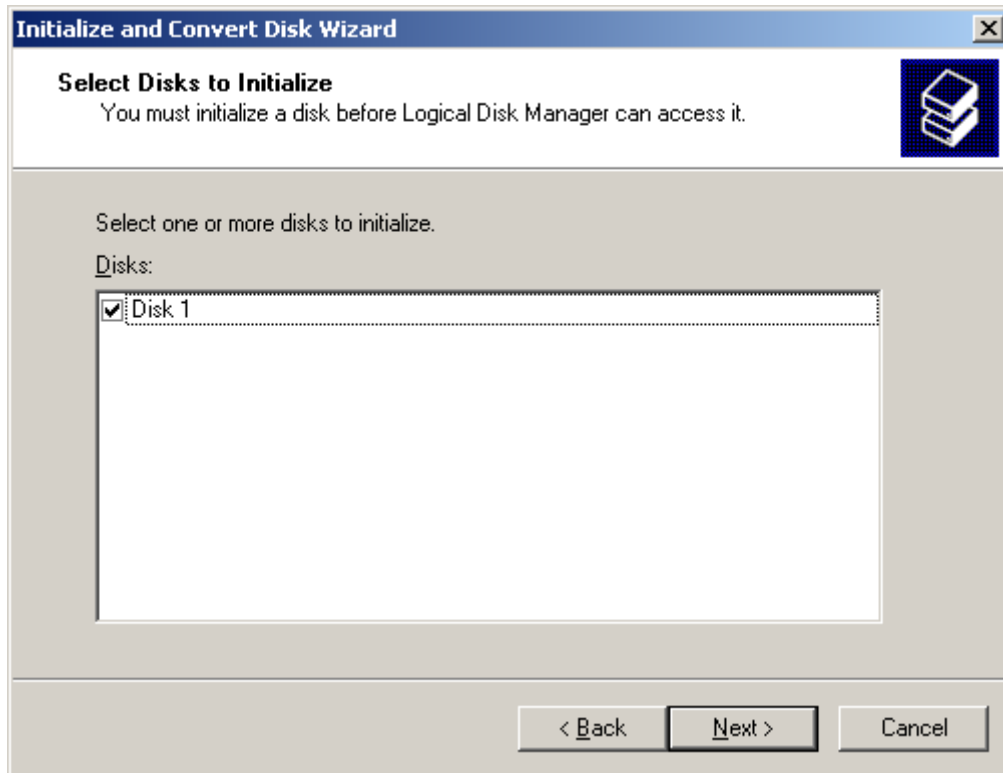 Initialize and Convert Disk Wizard
Select Disks to Initialize
You must initialize a disk before Logical Disk Manager can access it.
Select one or more disks to initialize.
Disks:
Disk 1
< Back
Next >
Cancel